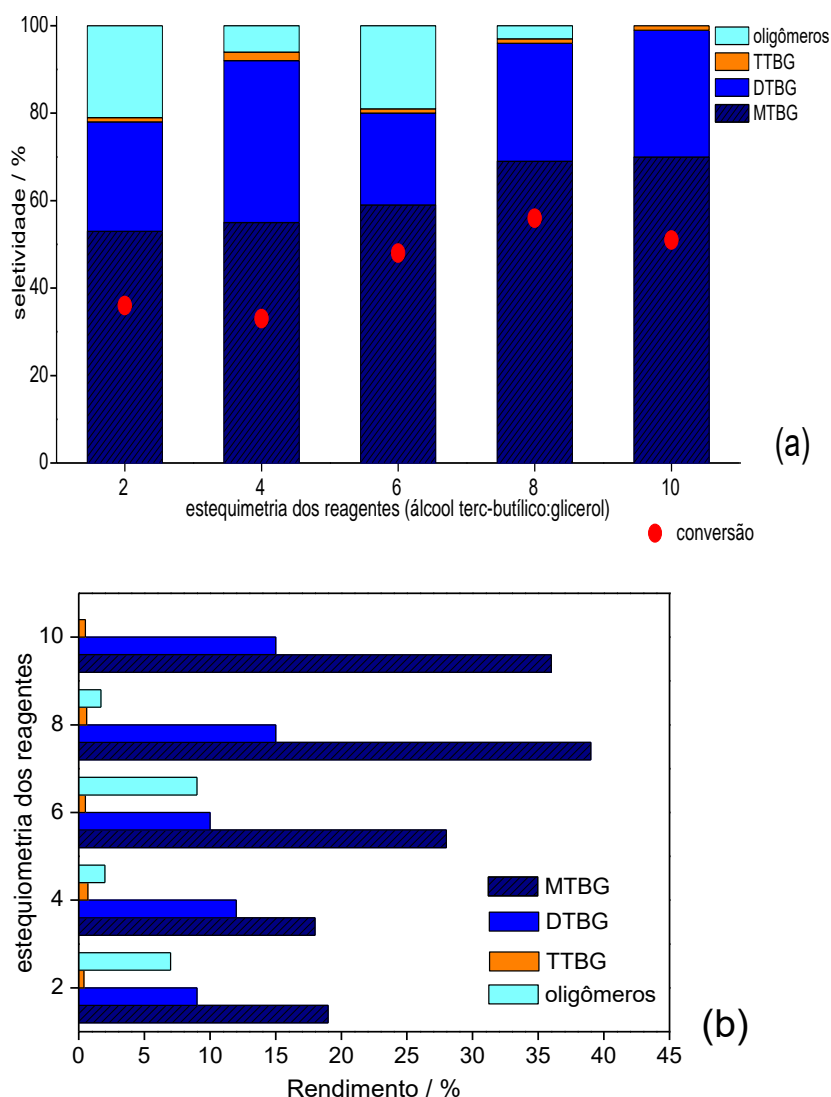 100
80
60
40
20
0
seletividade / %
oligômeros
TTBG
DTBG
MTBG
2 4 6 8 10
estequimetria dos reagentes (álcool terc-butílico:glicerol)
conversão
(a)
10
8
6
4
2
estequiometria dos reagentes
MTBG
DTBG
TTBG
oligômeros
0 5 10 15 20 25 30 35 40 45
Rendimento / %
(b)